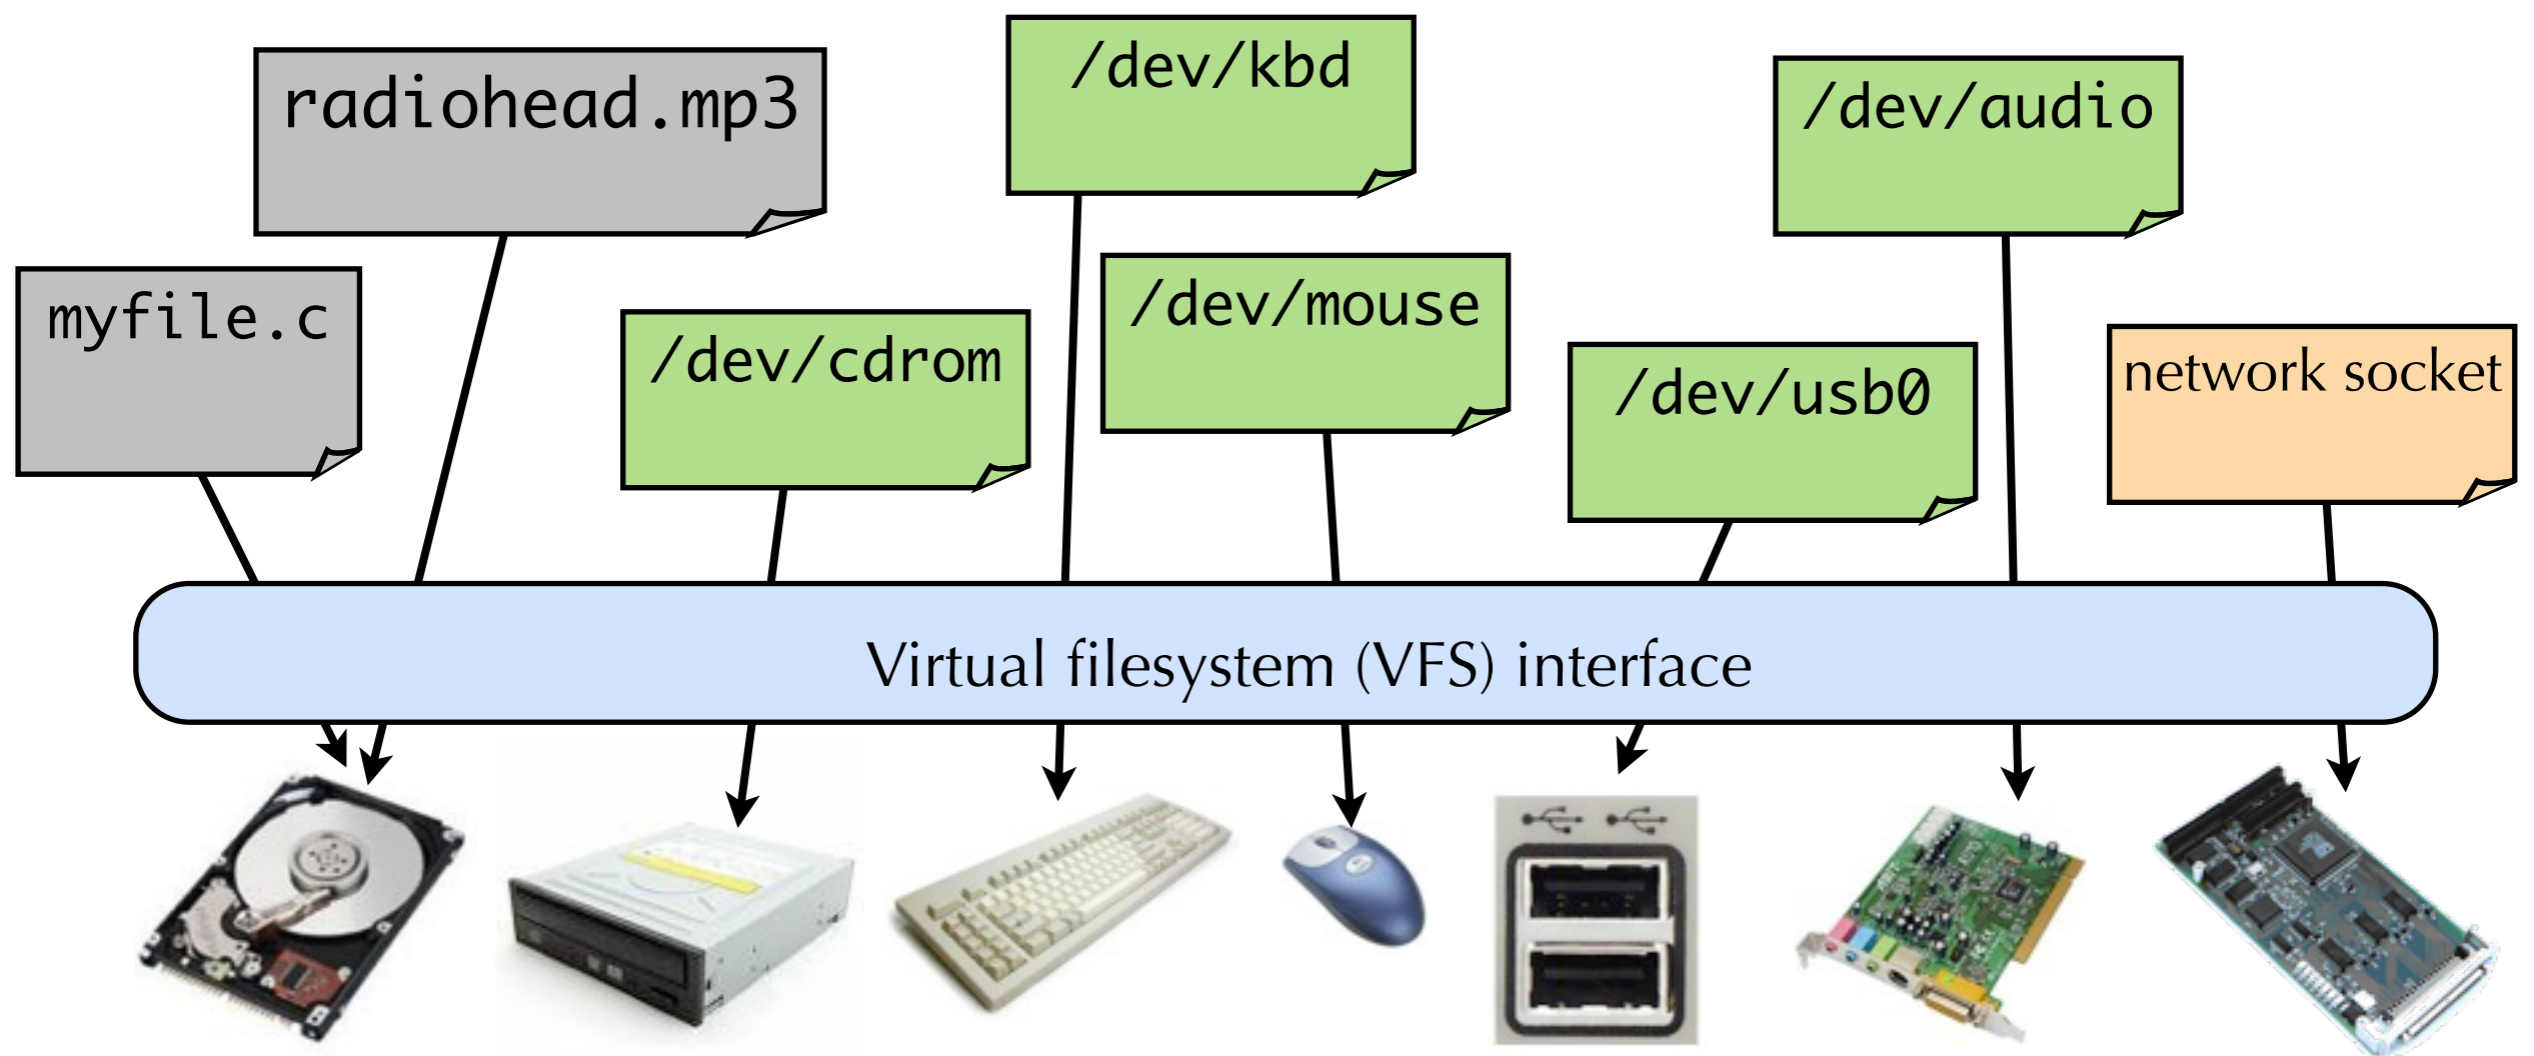 radiohead.mp3
/dev/kbd
/dev/audio
myfile.c
/dev/cdrom
/dev/mouse
/dev/usb0
network socket
Virtual filesystem (VFS) interface